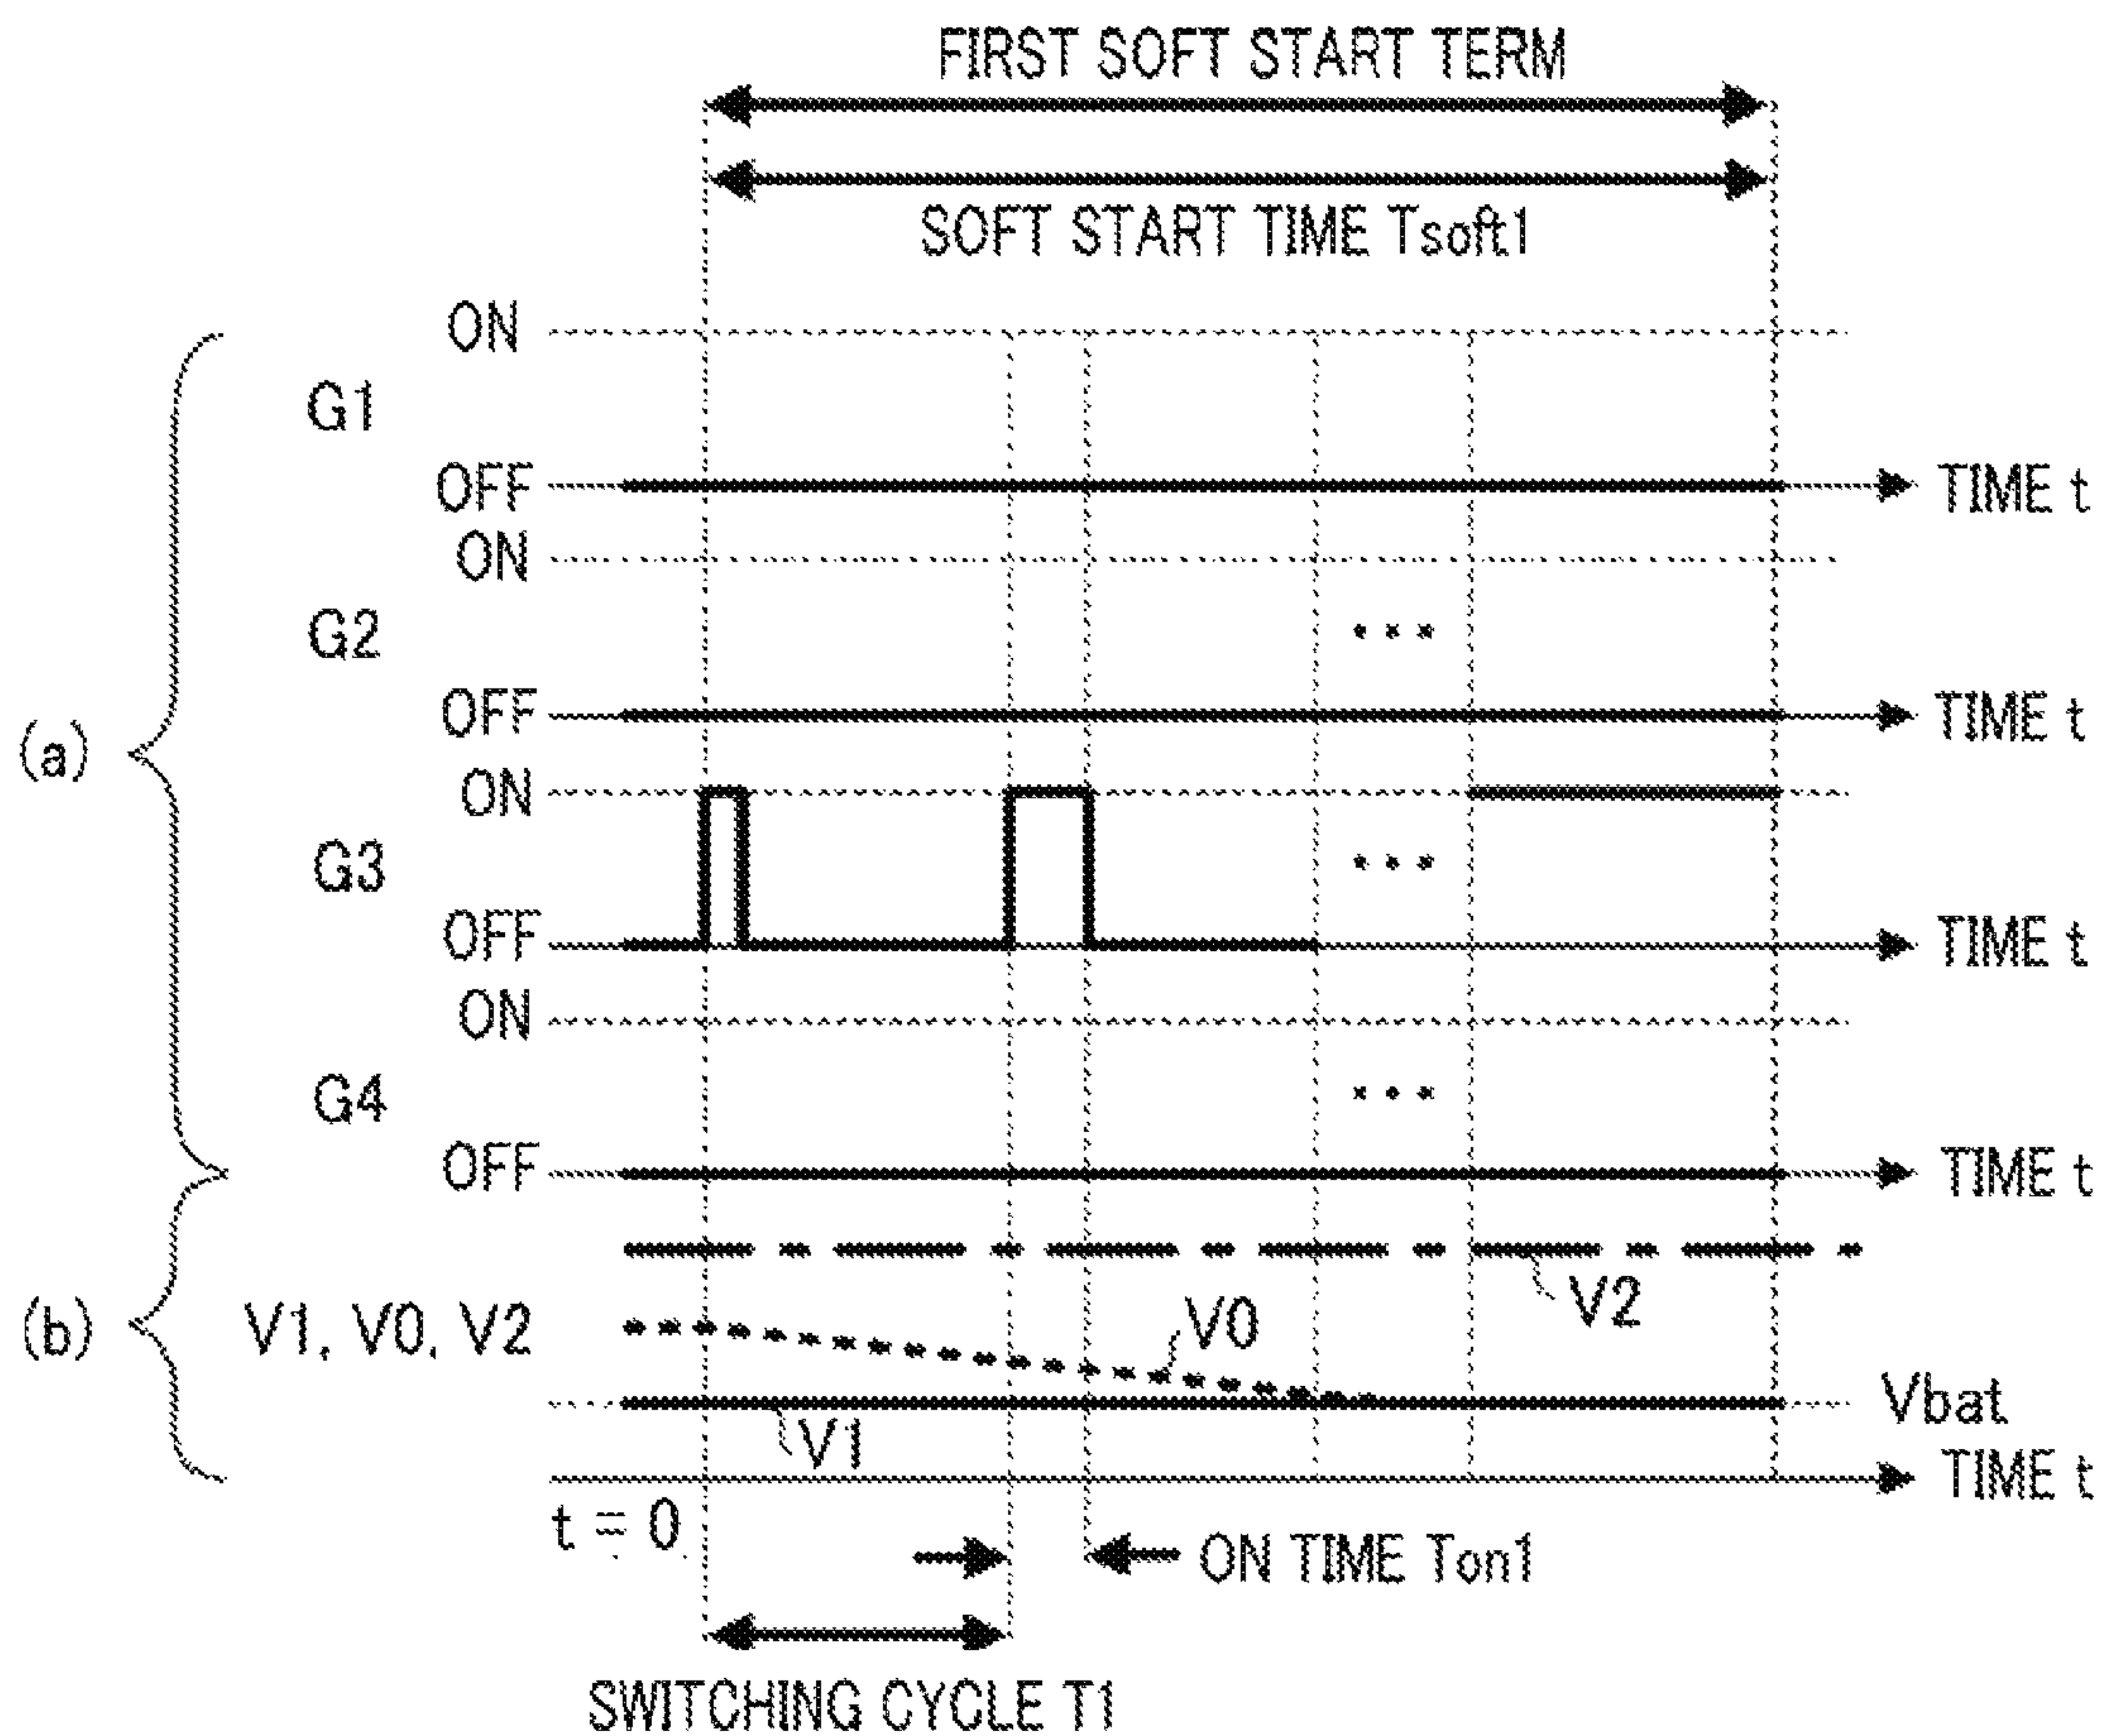 FIRST SOFT START TERM
SOFT START TIME Tsoft1
ON
G1
OFF
TIME t
ON
G2
...
OFF
TIME t
(a)
ON
G3
...
OFF
TIME t
ON
G4
...
OFF
TIME t
V2
(b)
V1, V0, V2
V0
Vbat
V1
TIME t
t = 0
ON TIME Ton1
SWITCHING CYCLE T1